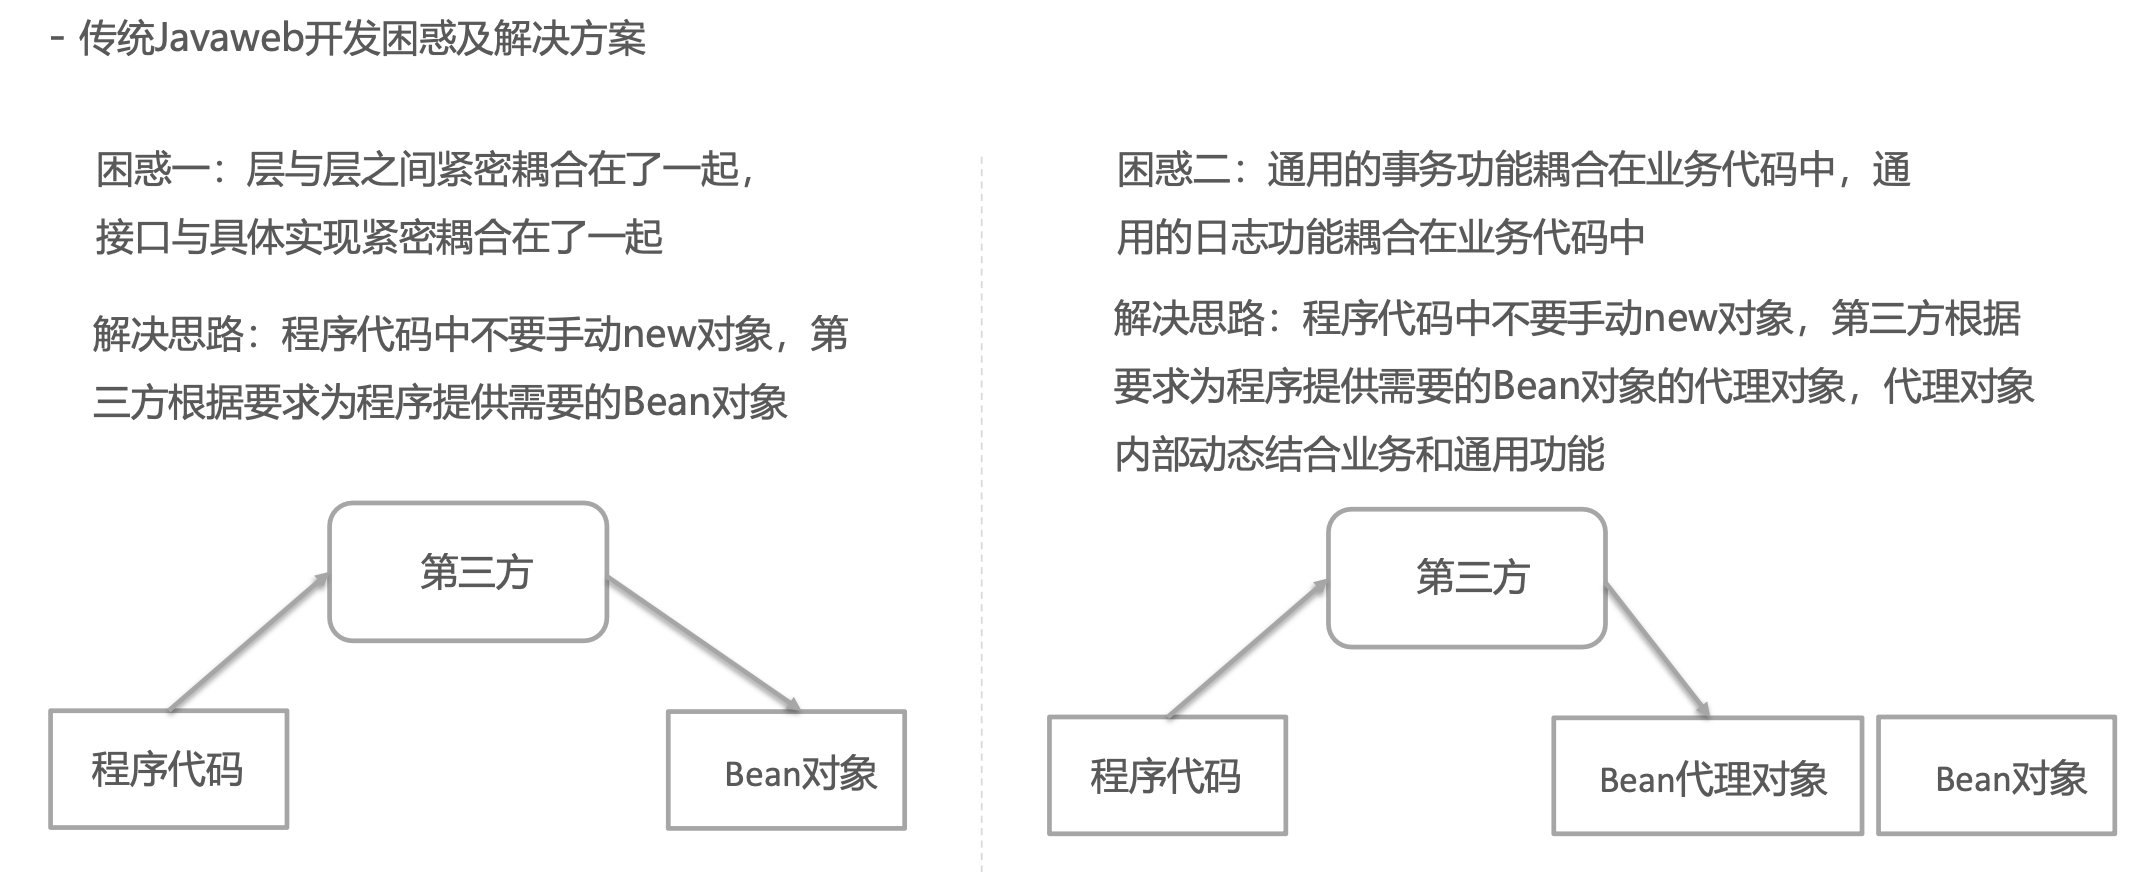 - 传统Javaweb开发困惑及解决方案
困惑一：层与层之间紧密耦合在了一起，
接口与具体实现紧密耦合在了一起
解决思路：程序代码中不要手动new对象，第
三方根据要求为程序提供需要的Bean对象
第三方
程序代码
Bean对象
困惑二：通用的事务功能耦合在业务代码中，通
用的日志功能耦合在业务代码中
解决思路：程序代码中不要手动new对象，第三方根据
要求为程序提供需要的Bean对象的代理对象，代理对象
内部动态结合业务和通用功能
第三方
程序代码
Bean代理对象
Bean对象